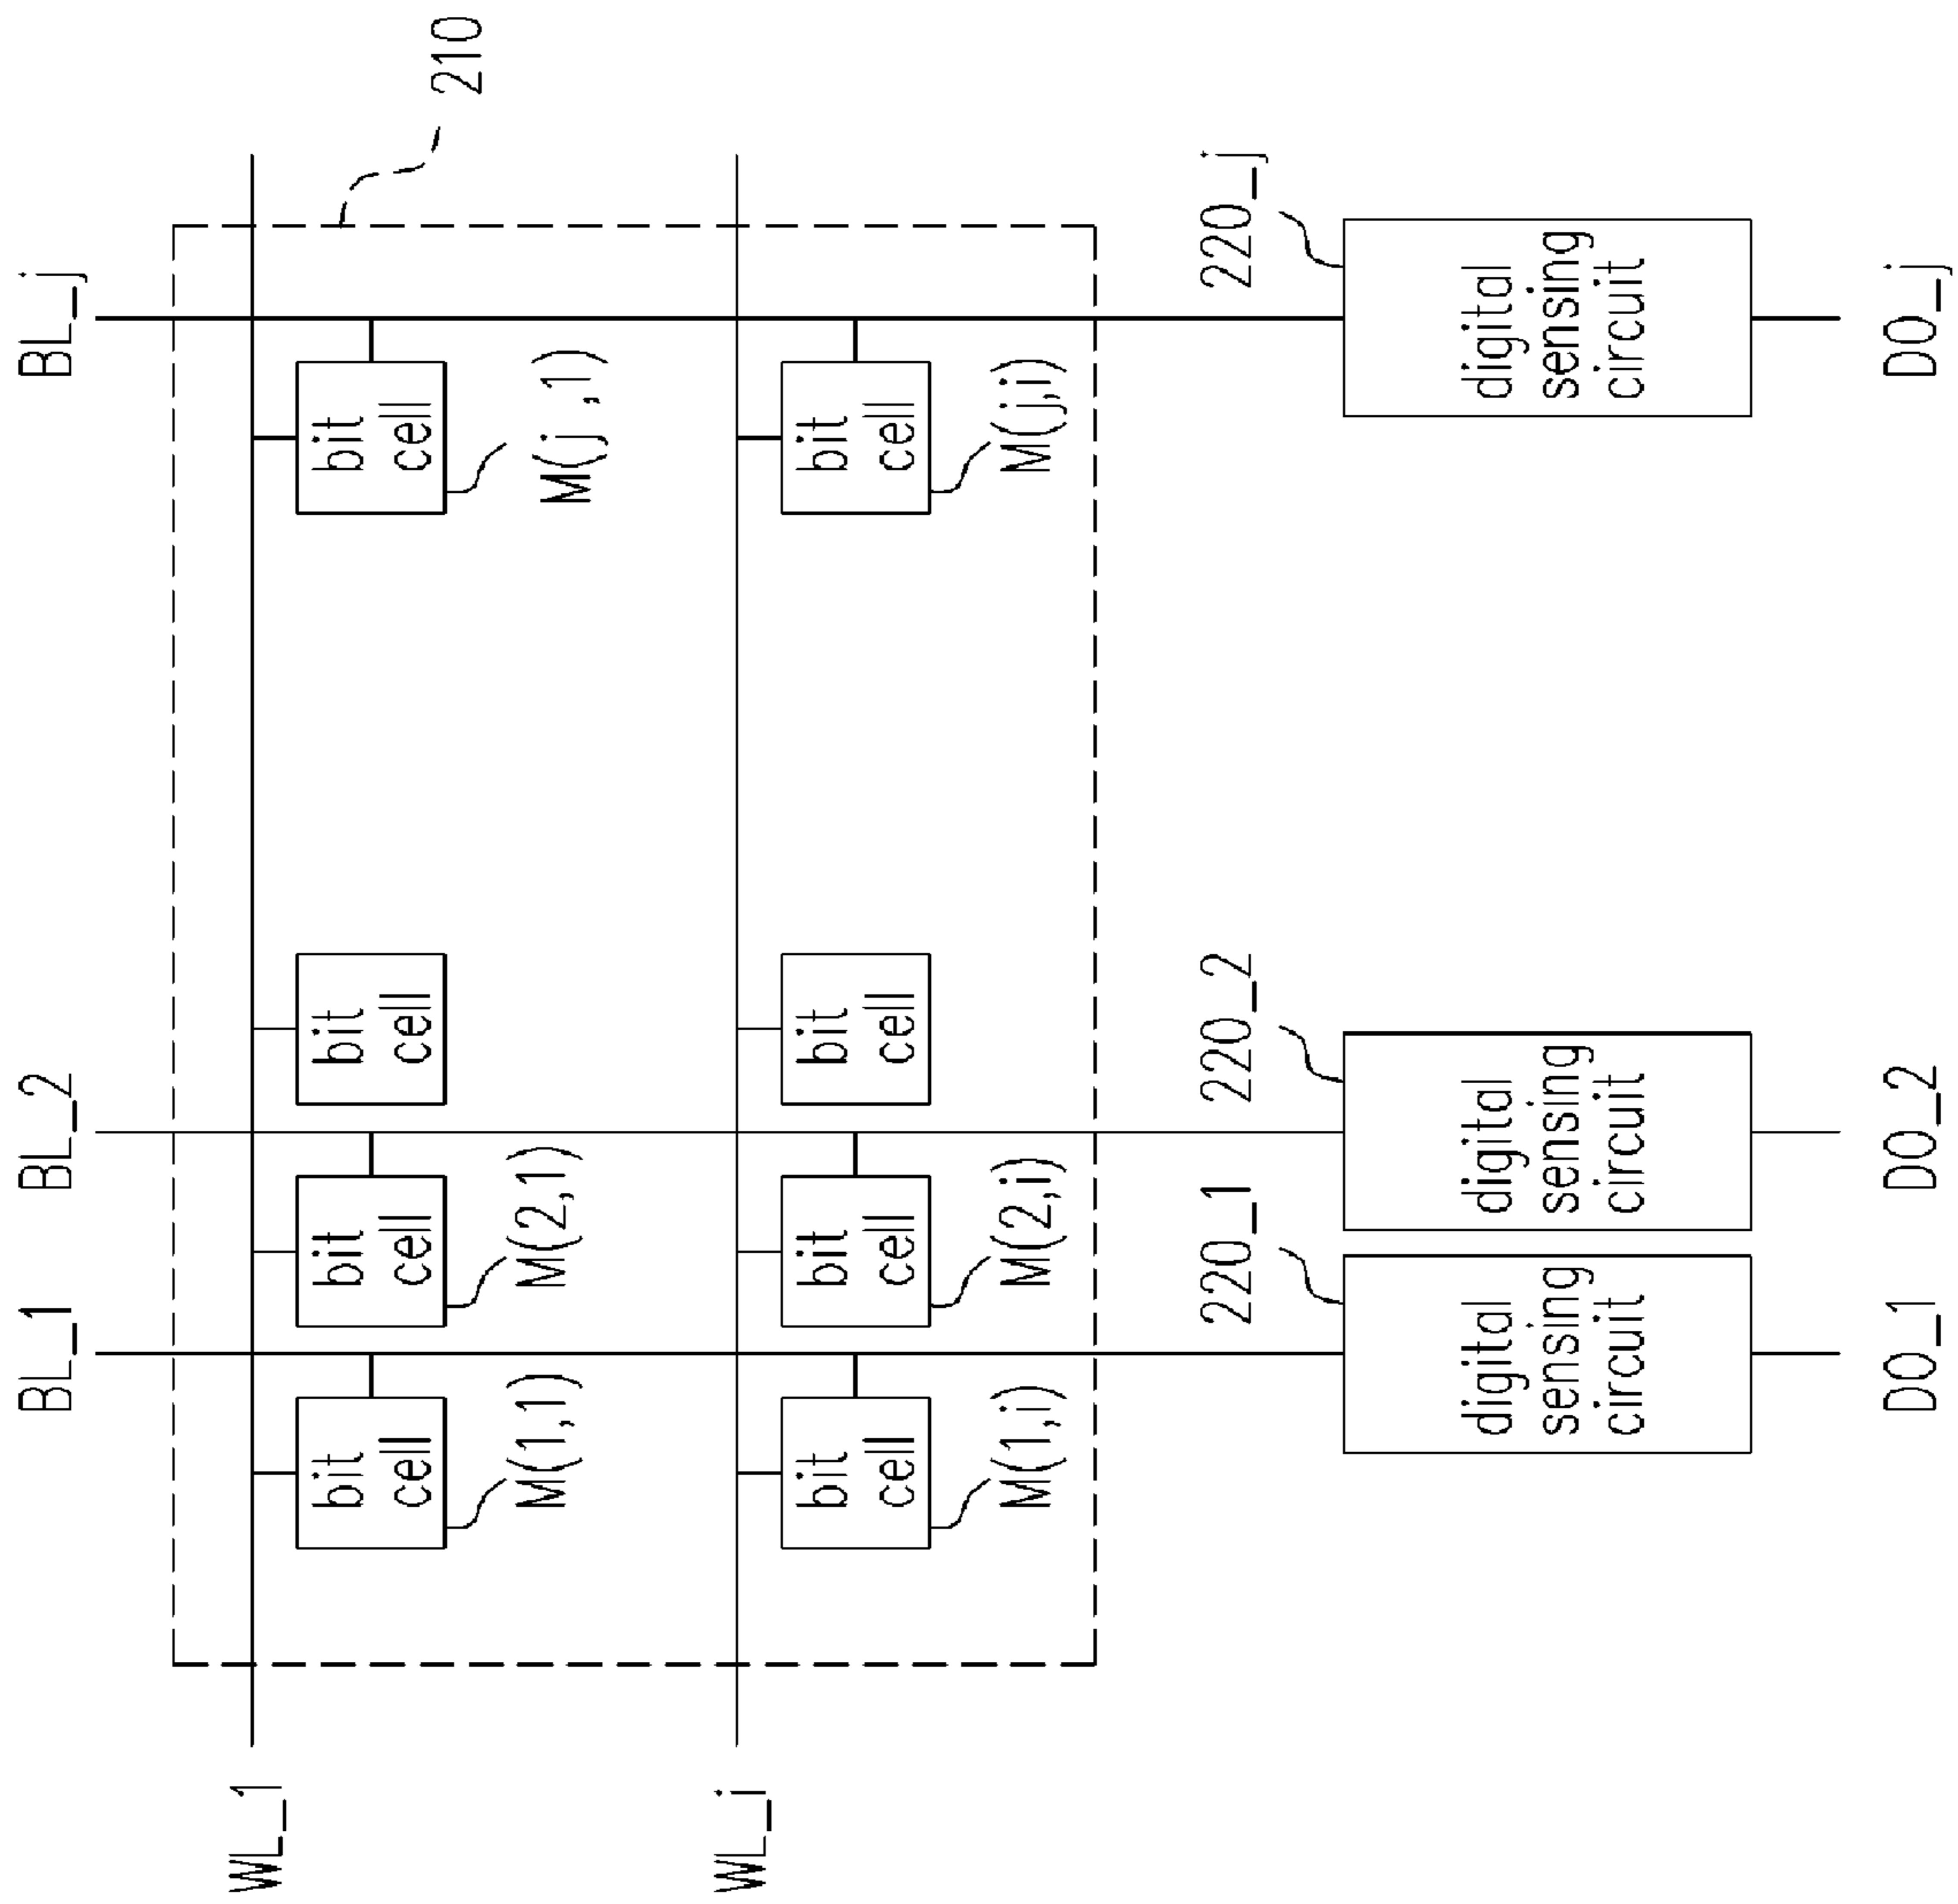 BL_1
BL_2
BL_j
WL_1
bit
cell
bit
cell
bit
cell
bit
cell
210
M(1,1)
M(2,1)
M(j,1)
WL_i
bit
cell
bit
cell
bit
cell
bit
cell
M(1,i)
M(2,i)
M(j,i)
220_1
220_2
220_j
digital
sensing
circuit
digital
sensing
circuit
digital
sensing
circuit
DO_1
DO_2
DO_j